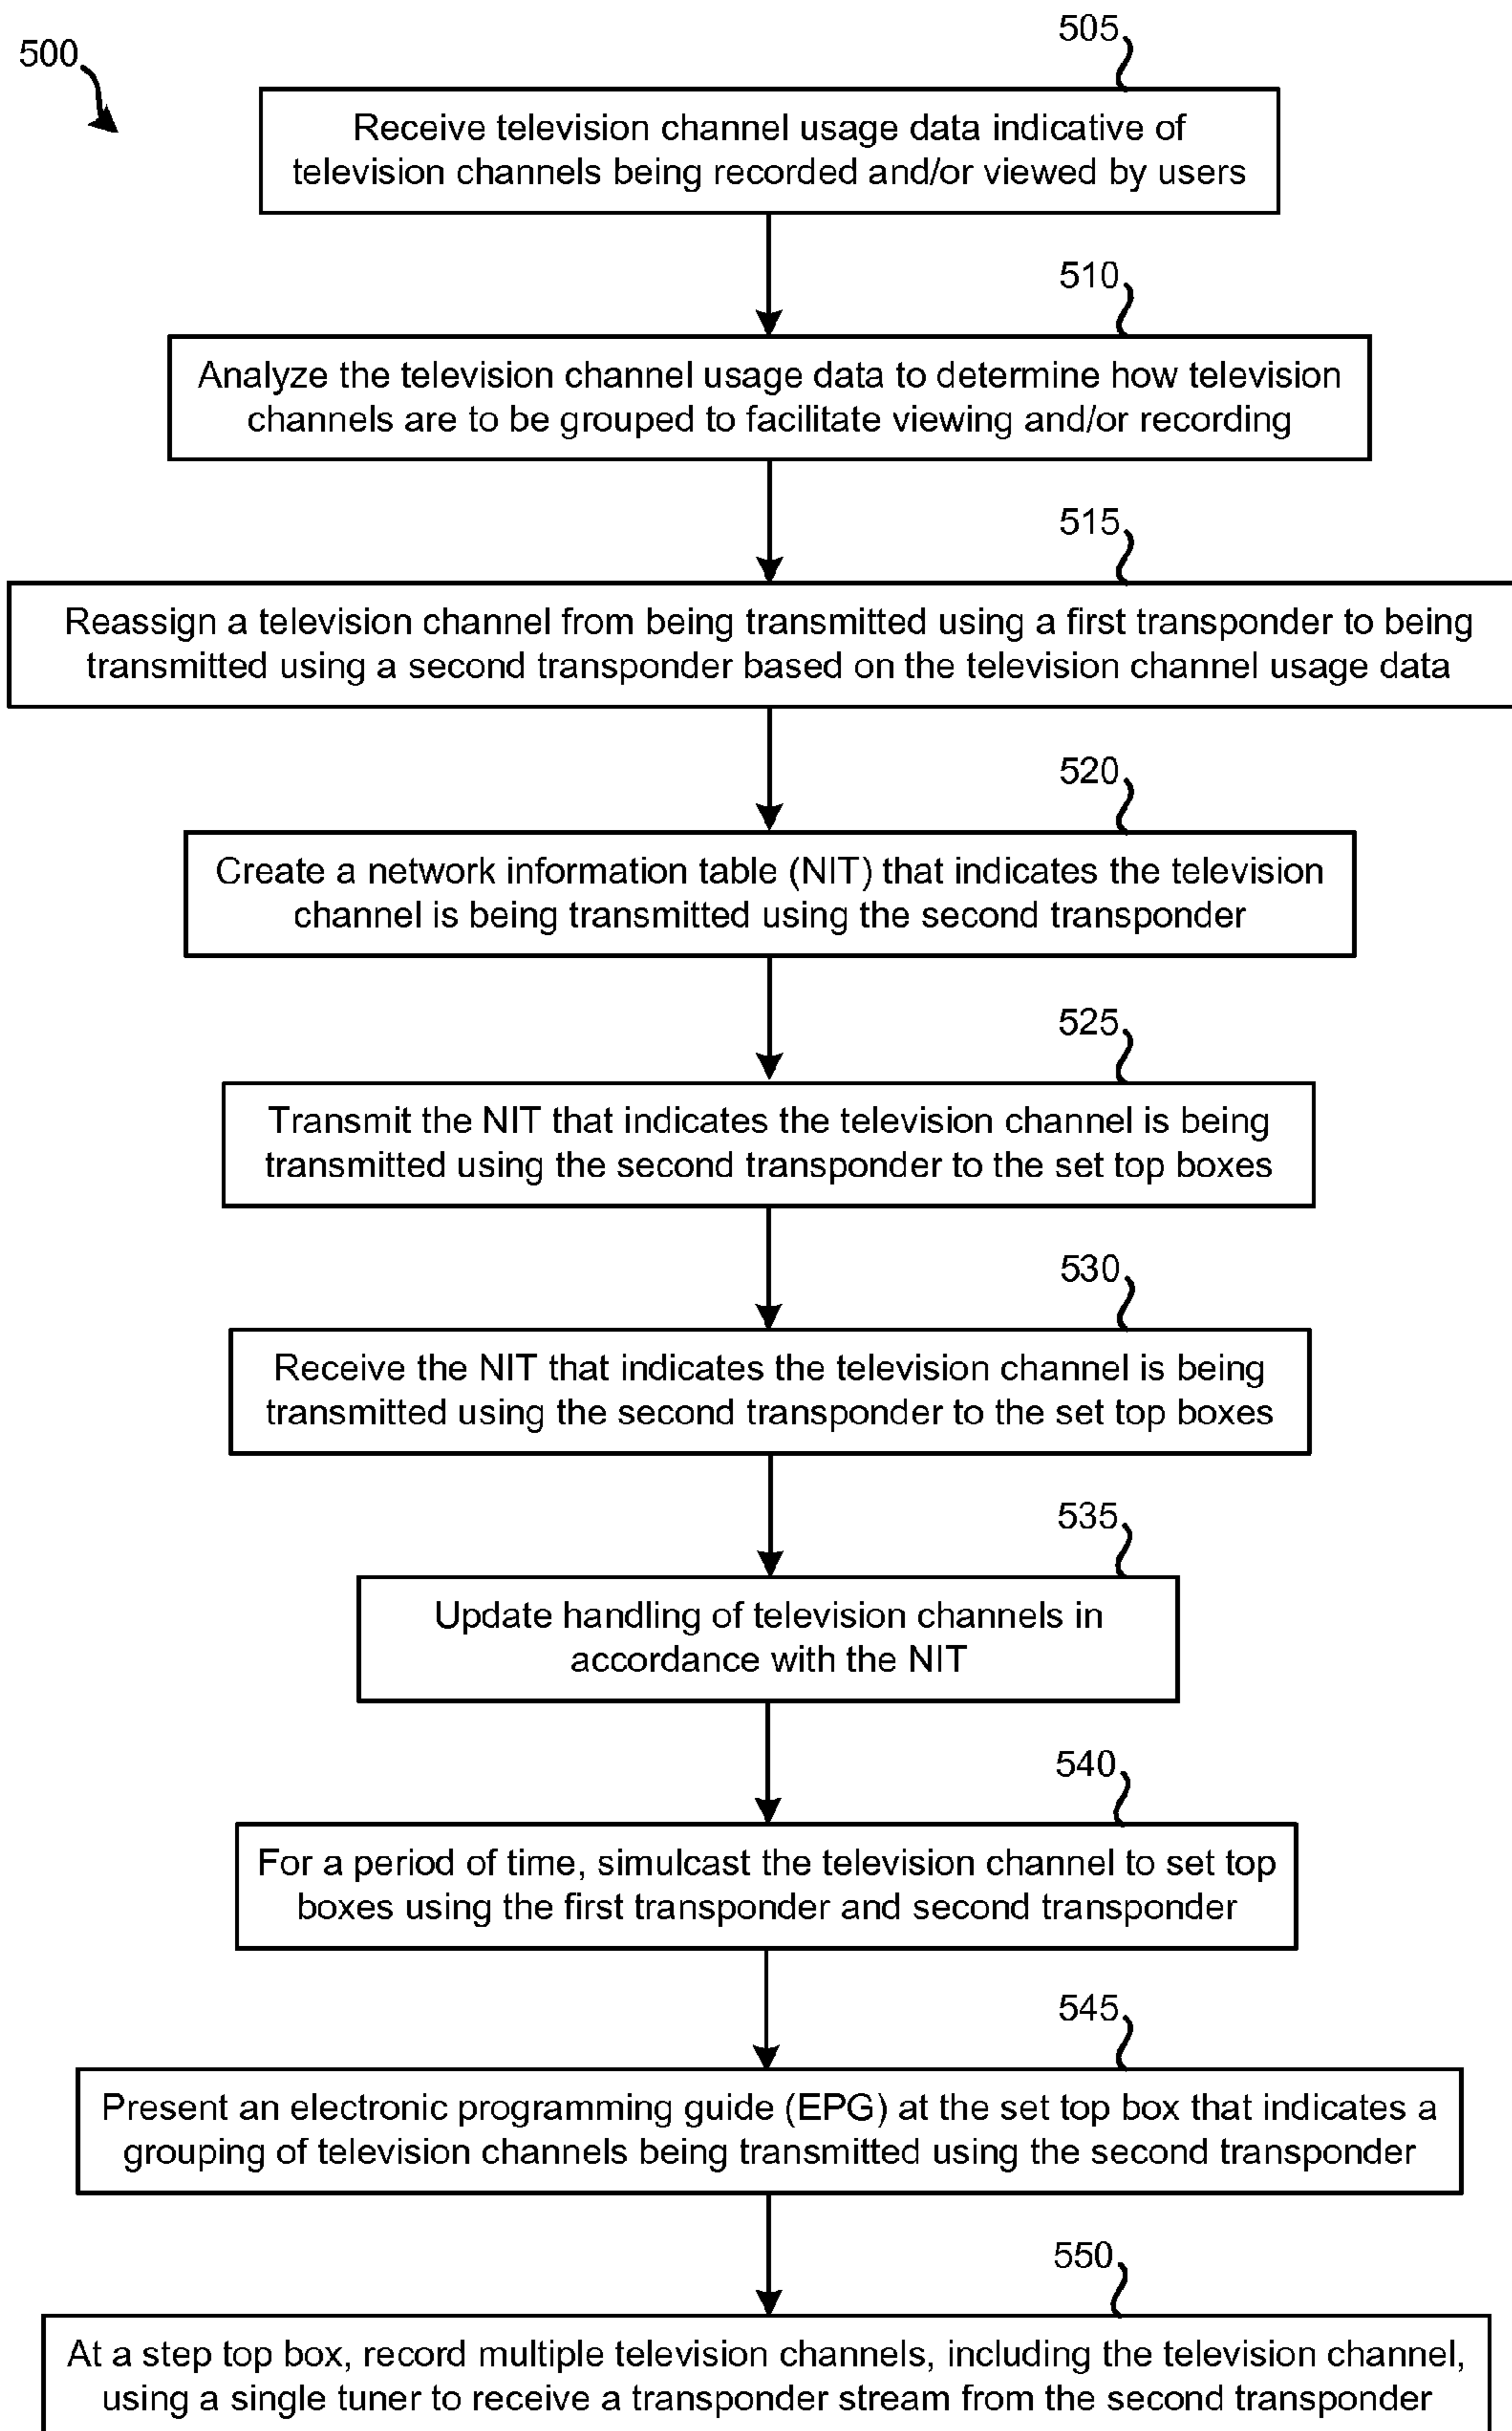 500
505
Receive television channel usage data indicative of
television channels being recorded and/or viewed by users
510
Analyze the television channel usage data to determine how television
channels are to be grouped to facilitate viewing and/or recording
515
Reassign a television channel from being transmitted using a first transponder to being
transmitted using a second transponder based on the television channel usage data
520
Create a network information table (NIT) that indicates the television
channel is being transmitted using the second transponder
525
Transmit the NIT that indicates the television channel is being
transmitted using the second transponder to the set top boxes
530
Receive the NIT that indicates the television channel is being
transmitted using the second transponder to the set top boxes
535
Update handling of television channels in
accordance with the NIT
540
For a period of time, simulcast the television channel to set top
boxes using the first transponder and second transponder
545
Present an electronic programming guide (EPG) at the set top box that indicates a
grouping of television channels being transmitted using the second transponder
550
At a step top box, record multiple television channels, including the television channel,
using a single tuner to receive a transponder stream from the second transponder